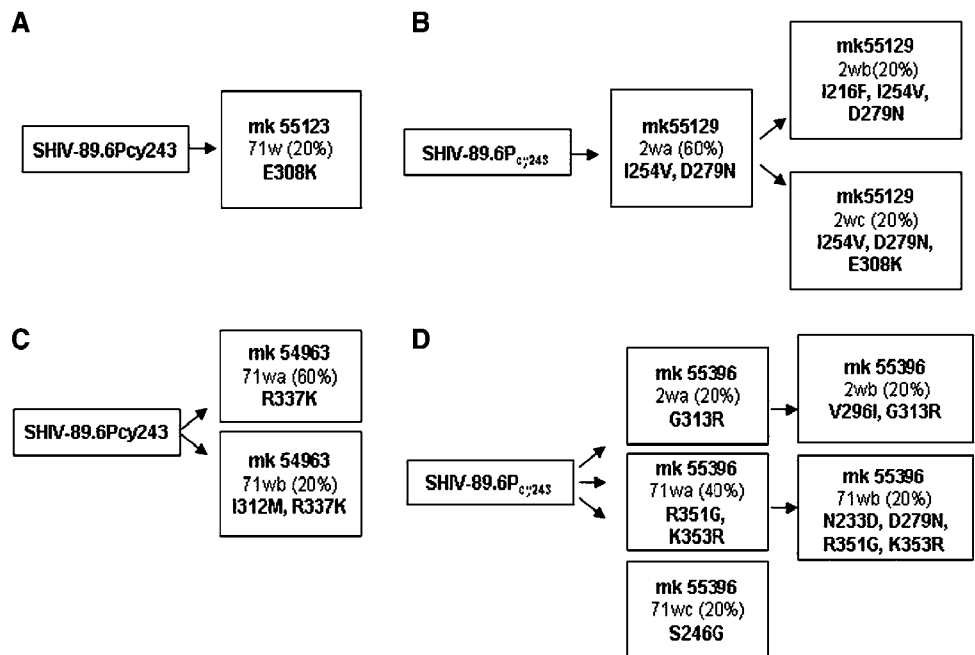 A
SHIV-89.6Pcy243
mk 55123
71w (20%)
E308K
B
SHIV-89.6Pcy243
mk55129
2wa (60%)
I254V, D279N
mk55129
2wb(20%)
I216F, I254V,
D279N
mk55129
2wc (20%)
I254V, D279N,
E308K
C
SHIV-89.6Pcy243
mk 54963
71wa (60%)
R337K
mk 54963
71wb (20%)
I312M, R337K
D
SHIV-89.6Pcy243
mk 55396
2wa (20%)
G313R
mk 55396
2wb (20%)
V296I, G313R
mk 55396
71wa (40%)
R351G,
K353R
mk 55396
71wb (20%)
N233D, D279N,
R351G, K353R
mk 55396
71wc (20%)
S246G